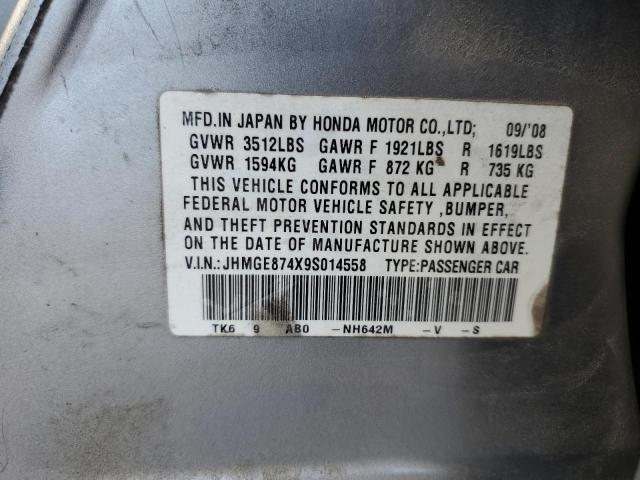 MFD.IN JAPAN BY HONDA MOTOR CO.,LTD; 09/'08
GVWR 3512LBS GAWR F 1921LBS R 1619LBS
GVWR 1594KG GAWR F 872 KG R 735 KG
THIS VEHICLE CONFORMS TO ALL APPLICABLE
FEDERAL MOTOR VEHICLE SAFETY ,BUMPER,
AND THEFT PREVENTION STANDARDS IN EFFECT
ON THE DATE OF MANUFACTURE SHOWN ABOVE.
V.I.N.:JHMGE874X9S014558 TYPE:PASSENGER CAR
TK6 9 AB0 -NH642M -V -S